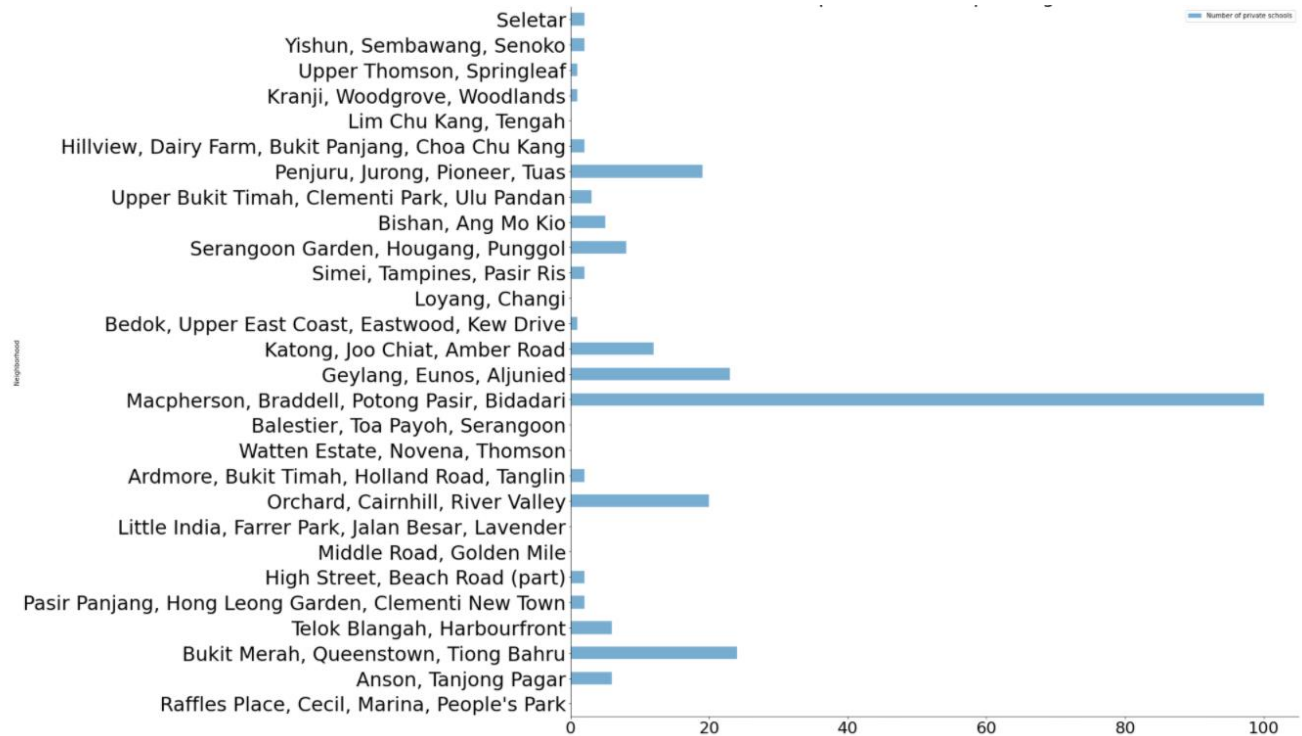 Number of private schools
Seletar
Yishun, Sembawang, Senoko
Upper Thomson, Springleaf
Kranji, Woodgrove, Woodlands
Lim Chu Kang, Tengah
Hillview, Dairy Farm, Bukit Panjang, Choa Chu Kang
Penjuru, Jurong, Pioneer, Tuas
Upper Bukit Timah, Clementi Park, Ulu Pandan
Bishan, Ang Mo Kio
Serangoon Garden, Hougang, Punggol
Simei, Tampines, Pasir Ris
Loyang, Changi
Bedok, Upper East Coast, Eastwood, Kew Drive
Katong, Joo Chiat, Amber Road
Geylang, Eunos, Aljunied
Macpherson, Braddell, Potong Pasir, Bidadari
Balestier, Toa Payoh, Serangoon
Watten Estate, Novena, Thomson
Ardmore, Bukit Timah, Holland Road, Tanglin
Orchard, Cairnhill, River Valley
Little India, Farrer Park, Jalan Besar, Lavender
Middle Road, Golden Mile
High Street, Beach Road (part)
Pasir Panjang, Hong Leong Garden, Clementi New Town
Telok Blangah, Harbourfront
Bukit Merah, Queenstown, Tiong Bahru
Anson, Tanjong Pagar
Raffles Place, Cecil, Marina, People's Park
0 20 40 60 80 100
Neighborhood